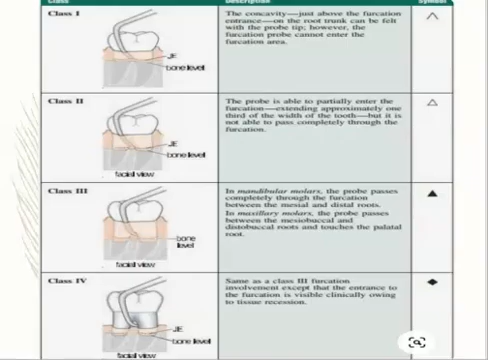 Class Description Symbol
Class I
The concavity—just above the furcation
entrance—on the root trunk can be felt
with the probe tip; however, the
furcation probe cannot enter the
furcation area.
JE
bone level
Class II
The probe is able to partially enter the
furcation—extending approximately one
third of the width of the tooth—but it is
not able to pass completely through the
furcation.
JE
bone level
facial view
Class III
In mandibular molars, the probe passes
completely through the furcation
between the mesial and distal roots.
In maxillary molars, the probe passes
between the mesiobuccal and
distobuccal roots and touches the palatal
root.
bone
level
facial view
Class IV
Same as a class III furcation
involvement except that the entrance to
the furcation is visible clinically owing
to tissue recession.
JE
bone level
facial view